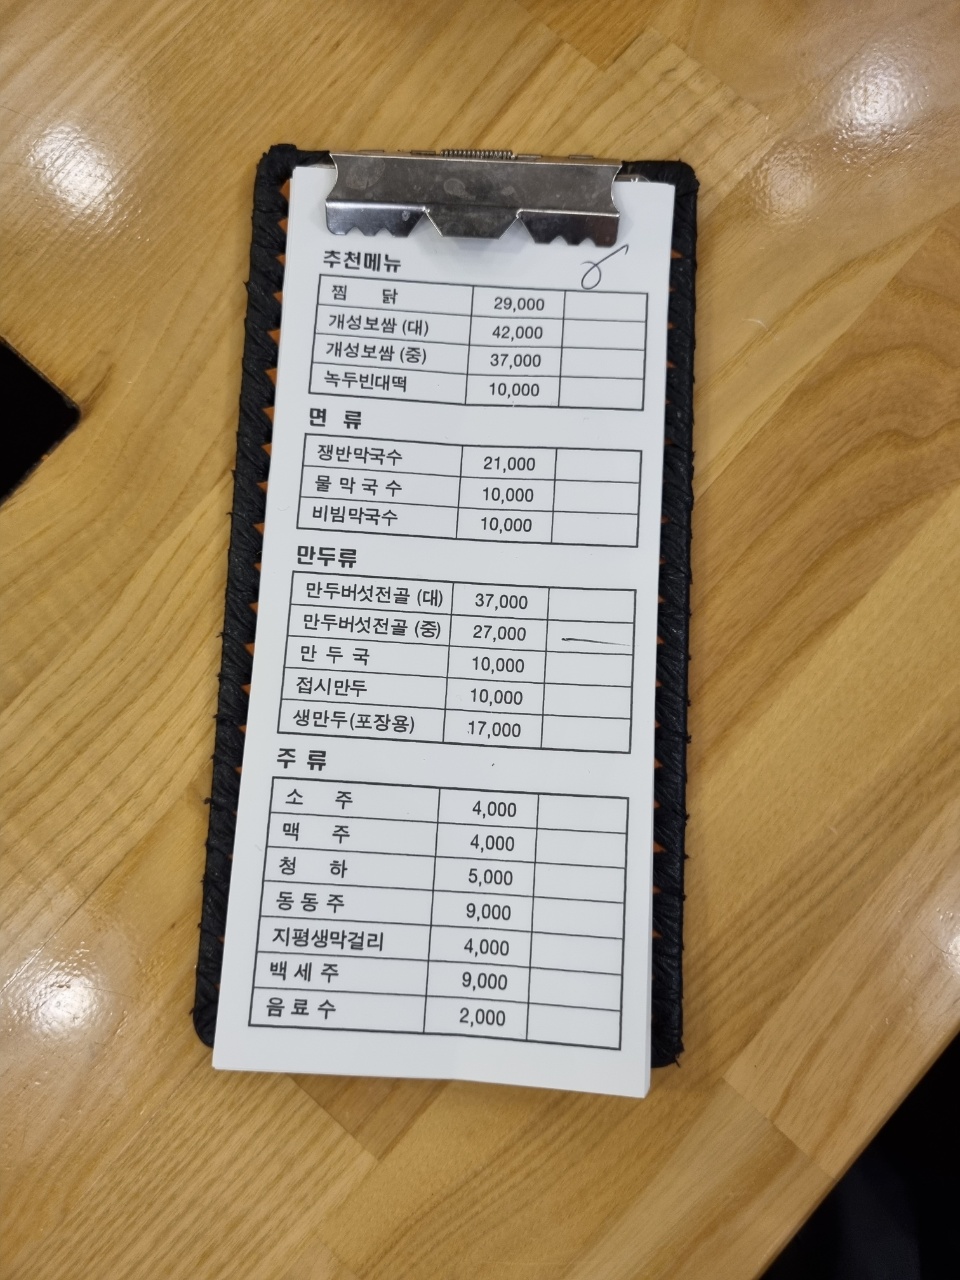 추천메뉴
찜 닭 29,000
개성보쌈 (대) 42,000
개성보쌈 (중) 37,000
녹두빈대떡 10,000
면 류
쟁반막국수 21,000
물 막 국 수 10,000
비빔막국수 10,000
만두류
만두버섯전골 (대) 37,000
만두버섯전골 (중) 27,000
만 두 국 10,000
접시만두 10,000
생만두(포장용) 17,000
주 류
소 주 4,000
맥 주 4,000
청 하 5,000
동 동 주 9,000
지평생막걸리 4,000
백 세 주 9,000
음 료 수 2,000